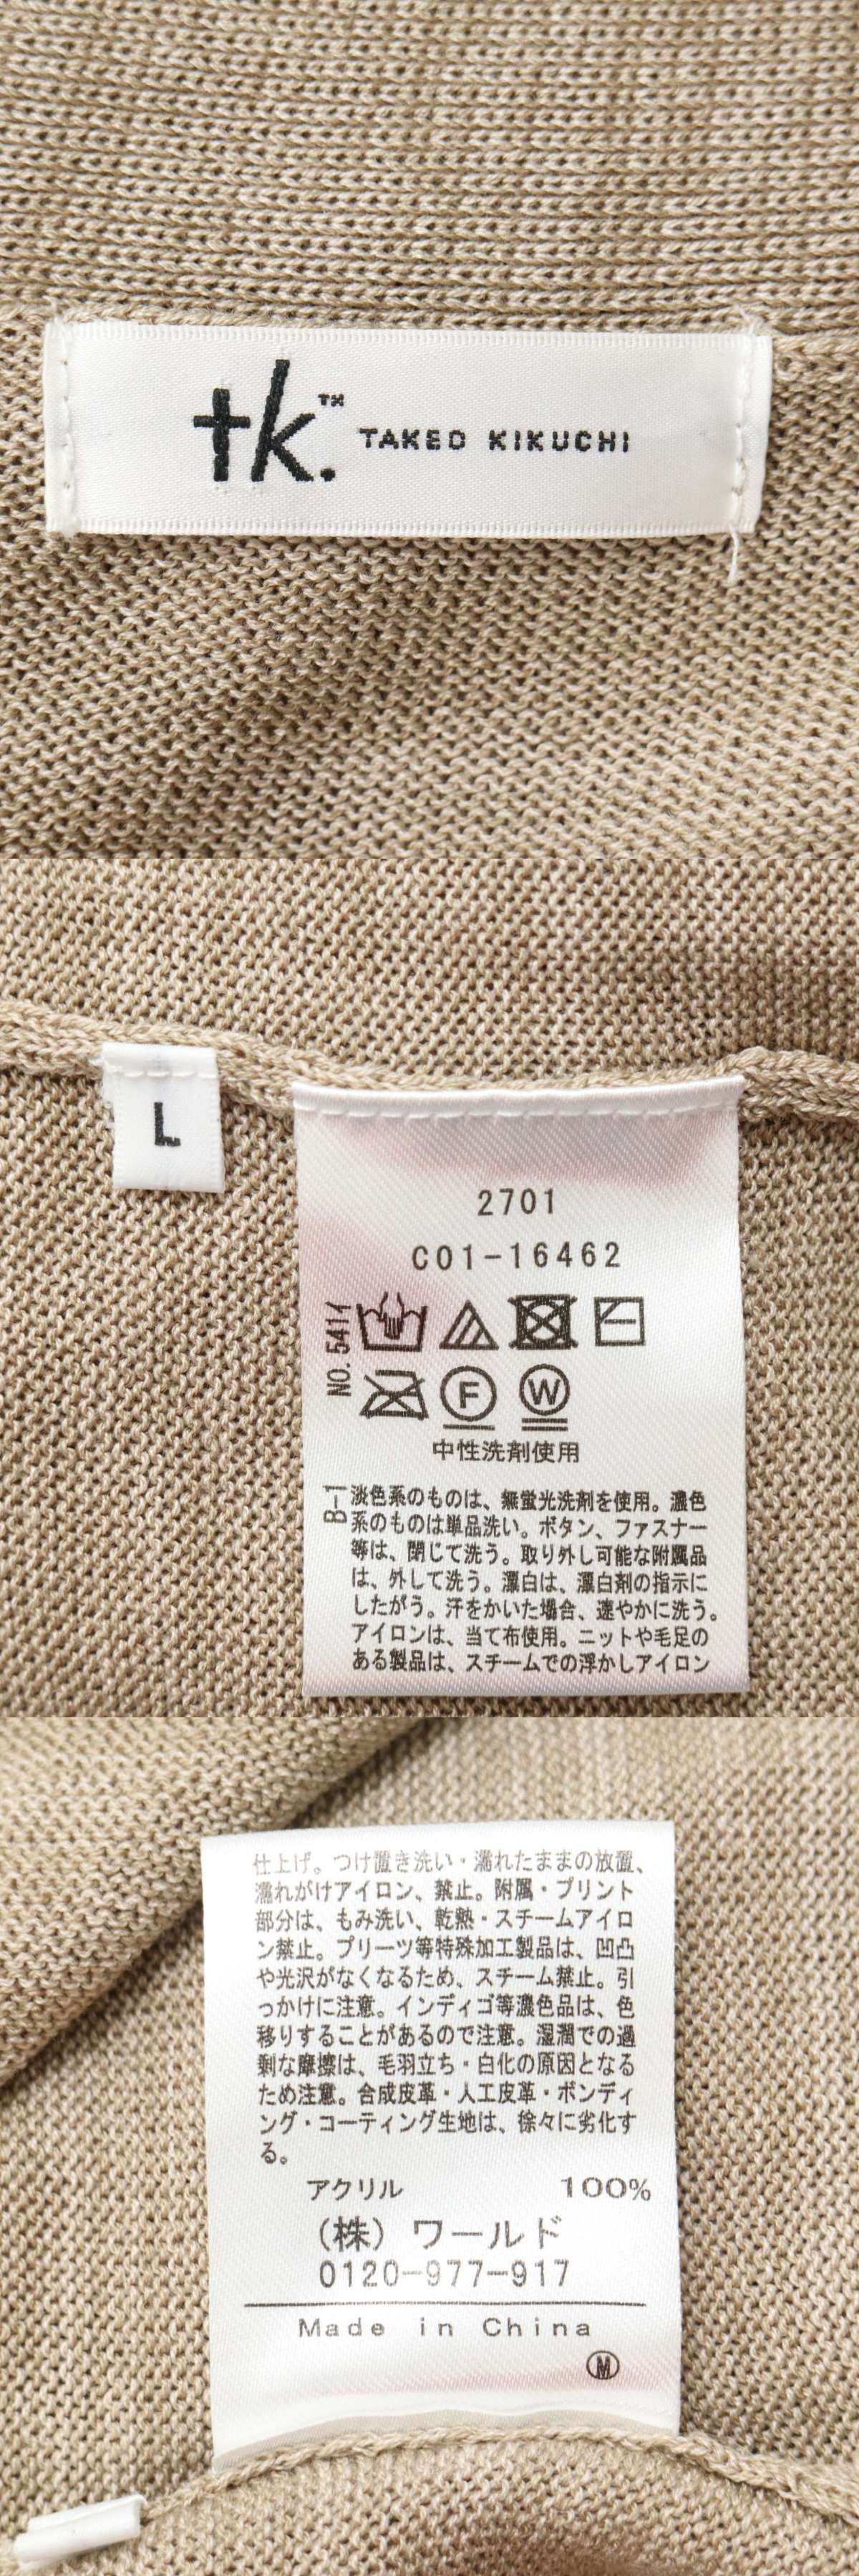 tk.™ TAKEO KIKUCHI
L
2701
C01-16462
NO. 5414
F W
中性洗剤使用
B-1
淡色系のものは、無蛍光洗剤を使用。濃色
系のものは単品洗い。ボタン、ファスナー
等は、閉じて洗う。取り外し可能な附属品
は、外して洗う。漂白は、漂白剤の指示に
したがう。汗をかいた場合、速やかに洗う。
アイロンは、当て布使用。ニットや毛足の
ある製品は、スチームでの浮かしアイロン
仕上げ。つけ置き洗い・濡れたままの放置、
濡れがけアイロン、禁止。附属・プリント
部分は、もみ洗い、乾熱・スチームアイロ
ン禁止。プリーツ等特殊加工製品は、凹凸
や光沢がなくなるため、スチーム禁止。引
っかけに注意。インディゴ等濃色品は、色
移りすることがあるので注意。湿潤での過
剰な摩擦は、毛羽立ち・白化の原因となる
ため注意。合成皮革・人工皮革・ボンディ
ング・コーティング生地は、徐々に劣化す
る。
アクリル 100%
(株) ワールド
0120-977-917
Made in China
Ⓜ